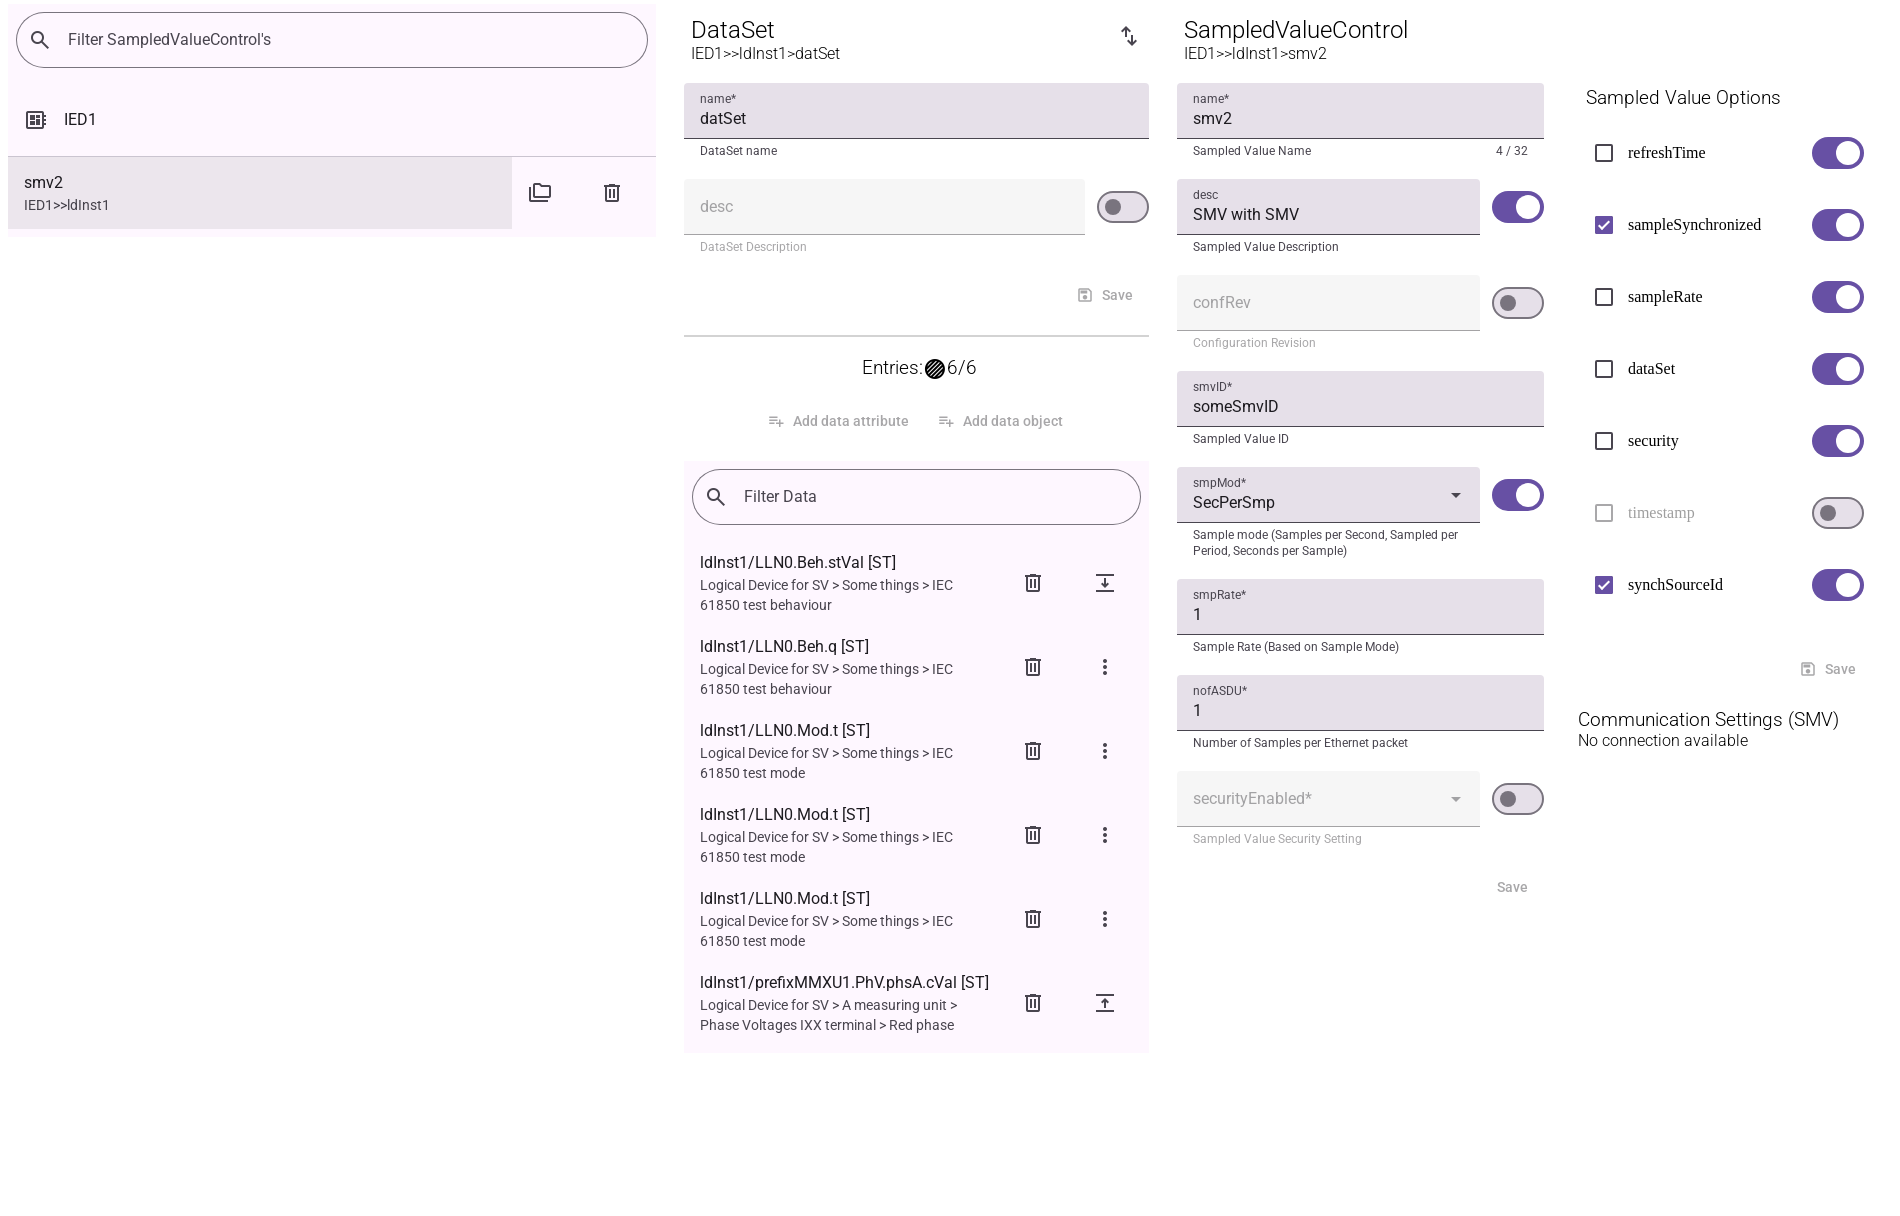 Filter SampledValueControl's
IED1
smv2
IED1>>ldInst1
DataSet
IED1>>ldInst1>datSet
name*
datSet
DataSet name
desc
DataSet Description
Save
Entries: 6/6
Add data attribute
Add data object
Filter Data
ldInst1/LLN0.Beh.stVal [ST]
Logical Device for SV > Some things > IEC
61850 test behaviour
ldInst1/LLN0.Beh.q [ST]
Logical Device for SV > Some things > IEC
61850 test behaviour
ldInst1/LLN0.Mod.t [ST]
Logical Device for SV > Some things > IEC
61850 test mode
ldInst1/LLN0.Mod.t [ST]
Logical Device for SV > Some things > IEC
61850 test mode
ldInst1/LLN0.Mod.t [ST]
Logical Device for SV > Some things > IEC
61850 test mode
ldInst1/prefixMMXU1.PhV.phsA.cVal [ST]
Logical Device for SV > A measuring unit >
Phase Voltages IXX terminal > Red phase
SampledValueControl
IED1>>ldInst1>smv2
name*
smv2
Sampled Value Name
4 / 32
desc
SMV with SMV
Sampled Value Description
confRev
Configuration Revision
smvID*
someSmvID
Sampled Value ID
smpMod*
SecPerSmp
Sample mode (Samples per Second, Sampled per
Period, Seconds per Sample)
smpRate*
1
Sample Rate (Based on Sample Mode)
nofASDU*
1
Number of Samples per Ethernet packet
securityEnabled*
Sampled Value Security Setting
Save
Sampled Value Options
refreshTime
sampleSynchronized
sampleRate
dataSet
security
timestamp
synchSourceId
Save
Communication Settings (SMV)
No connection available